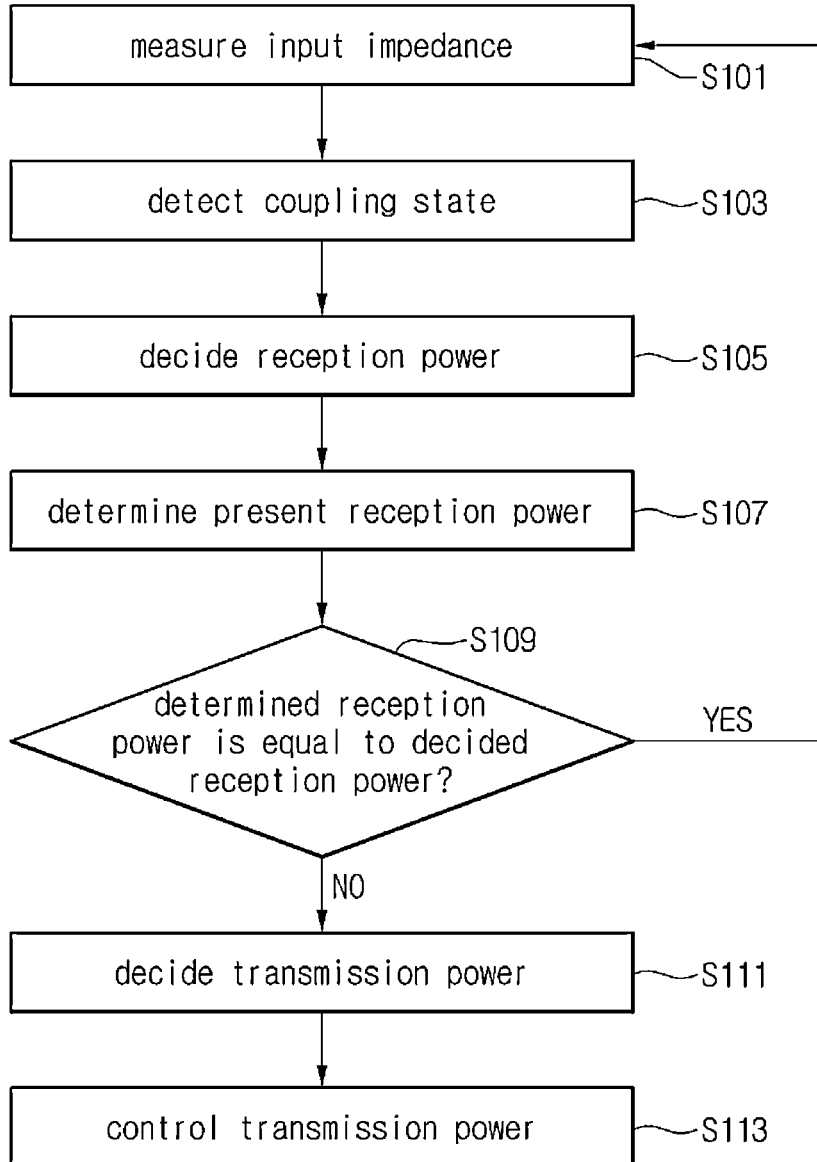 measure input impedance
S101
detect coupling state
S103
decide reception power
S105
determine present reception power
S107
S109
determined reception
power is equal to decided
reception power?
YES
NO
decide transmission power
S111
control transmission power
S113